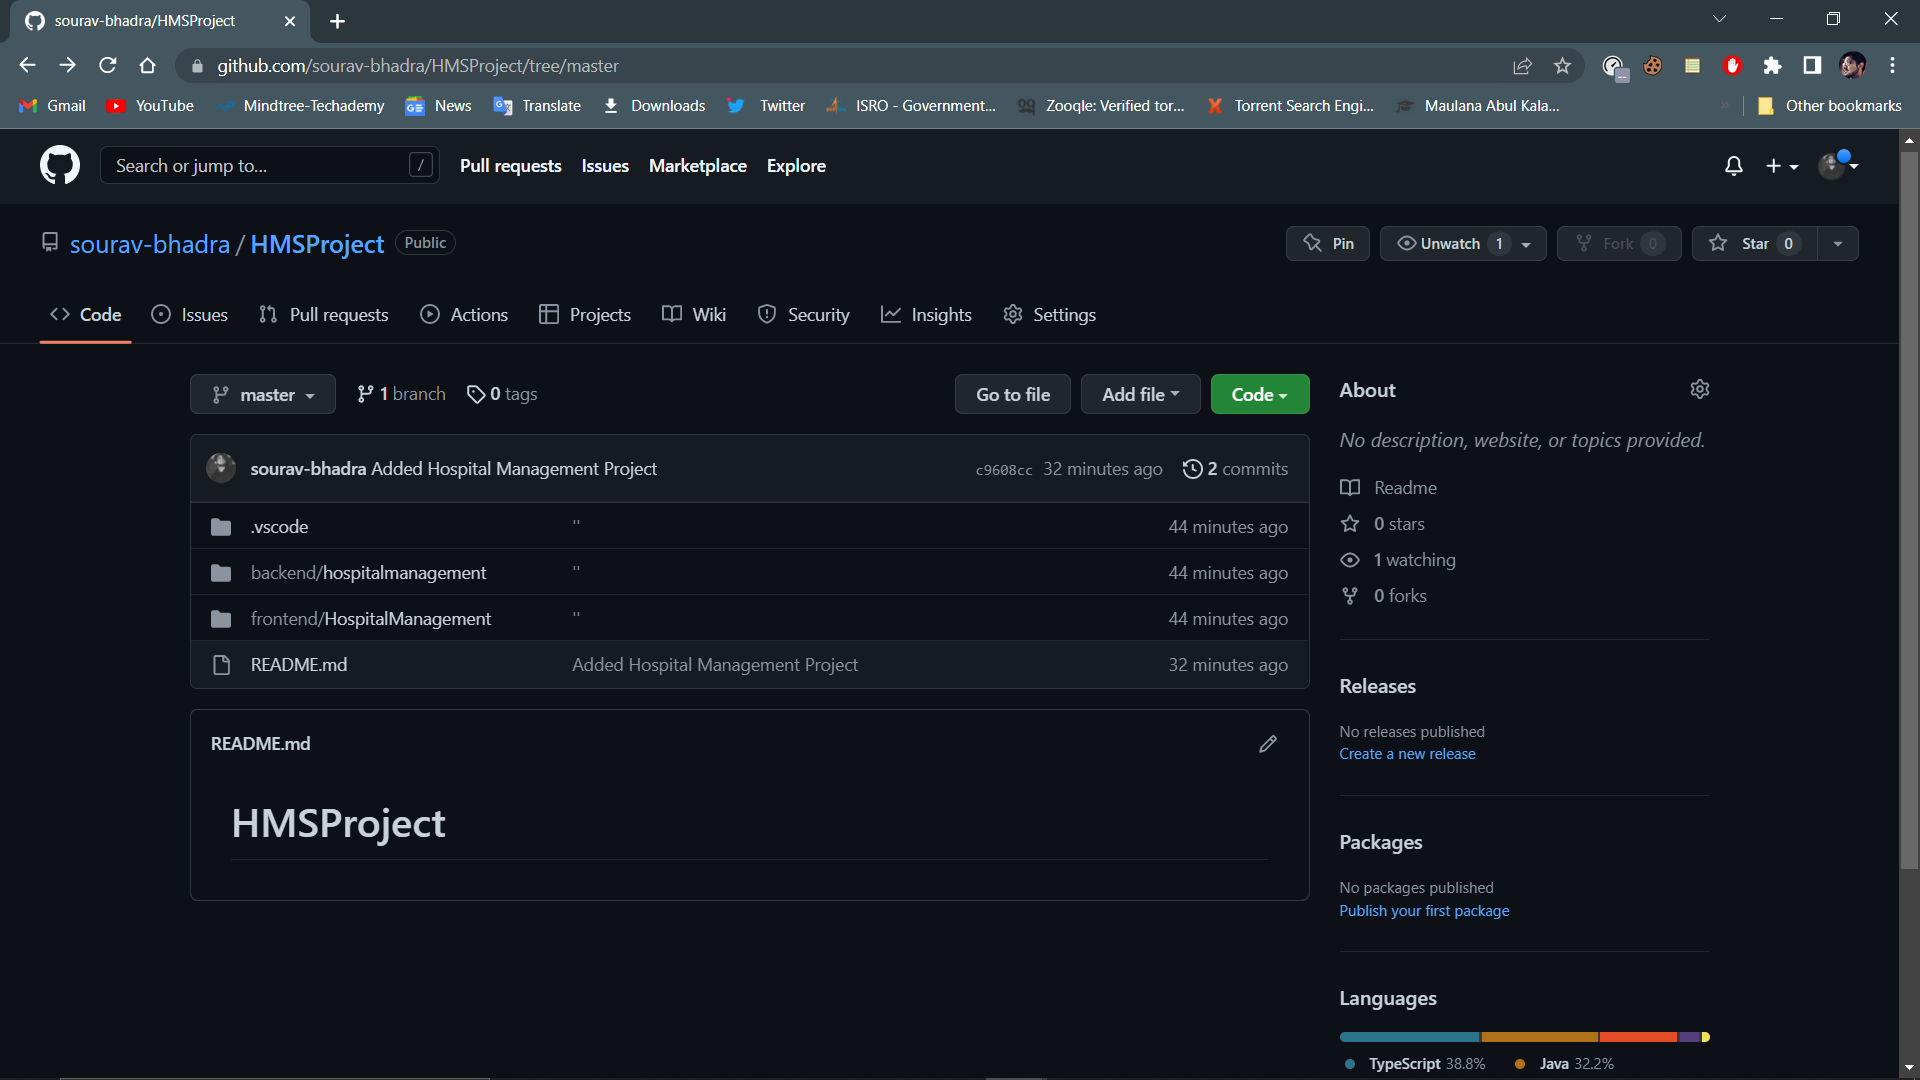 sourav-bhadra/HMSProject
github.com/sourav-bhadra/HMSProject/tree/master
Gmail YouTube Mindtree-Techademy News Translate Downloads Twitter ISRO - Government... Zooqle: Verified tor... Torrent Search Engi... Maulana Abul Kala... » Other bookmarks
Search or jump to... / Pull requests Issues Marketplace Explore
sourav-bhadra / HMSProject Public Pin Unwatch 1 Fork 0 Star 0
Code Issues Pull requests Actions Projects Wiki Security Insights Settings
master 1 branch 0 tags Go to file Add file Code
sourav-bhadra Added Hospital Management Project c9608cc 32 minutes ago 2 commits
.vscode " 44 minutes ago
backend/hospitalmanagement " 44 minutes ago
frontend/HospitalManagement " 44 minutes ago
README.md Added Hospital Management Project 32 minutes ago
README.md
HMSProject
About
No description, website, or topics provided.
Readme
0 stars
1 watching
0 forks
Releases
No releases published
Create a new release
Packages
No packages published
Publish your first package
Languages
TypeScript 38.8% Java 32.2%